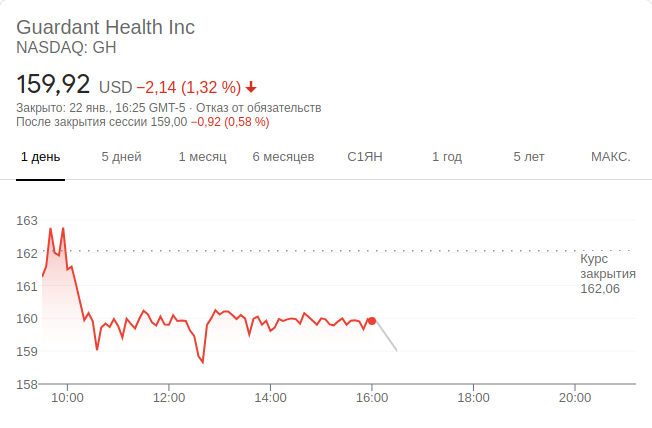 Guardant Health Inc
NASDAQ: GH
159,92 USD −2,14 (1,32 %)
Закрыто: 22 янв., 16:25 GMT-5 · Отказ от обязательств
После закрытия сессии 159,00 −0,92 (0,58 %)
1 день 5 дней 1 месяц 6 месяцев С1ЯН 1 год 5 лет МАКС.
163
162
161
160
159
158
Курс
закрытия
162,06
10:00 12:00 14:00 16:00 18:00 20:00